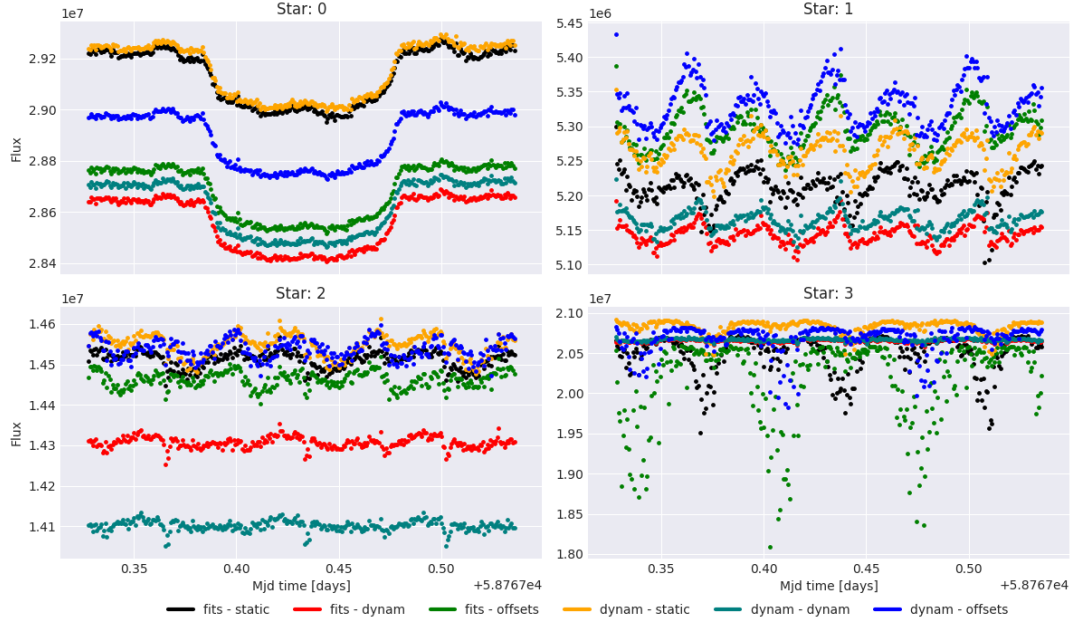 Star: 0
1e7
2.92
2.90
2.88
2.86
2.84
Flux
Star: 1
1e6
5.45
5.40
5.35
5.30
5.25
5.20
5.15
5.10
Star: 2
1e7
1.46
1.45
1.44
1.43
1.42
1.41
Flux
0.35
0.40
0.45
0.50
Mjd time [days]
+5.8767e4
Star: 3
1e7
2.10
2.05
2.00
1.95
1.90
1.85
1.80
0.35
0.40
0.45
0.50
Mjd time [days]
+5.8767e4
fits - static fits - dynam fits - offsets dynam - static dynam - dynam dynam - offsets